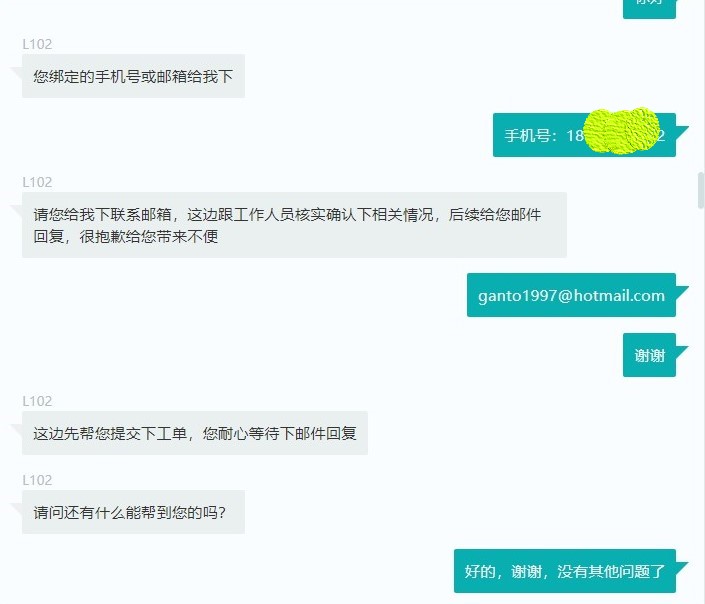 你好
L102
您绑定的手机号或邮箱给我下
手机号：18 2
L102
请您给我下联系邮箱，这边跟工作人员核实确认下相关情况，后续给您邮件
回复，很抱歉给您带来不便
ganto1997@hotmail.com
谢谢
L102
这边先帮您提交下工单，您耐心等待下邮件回复
L102
请问还有什么能帮到您的吗？
好的，谢谢，没有其他问题了